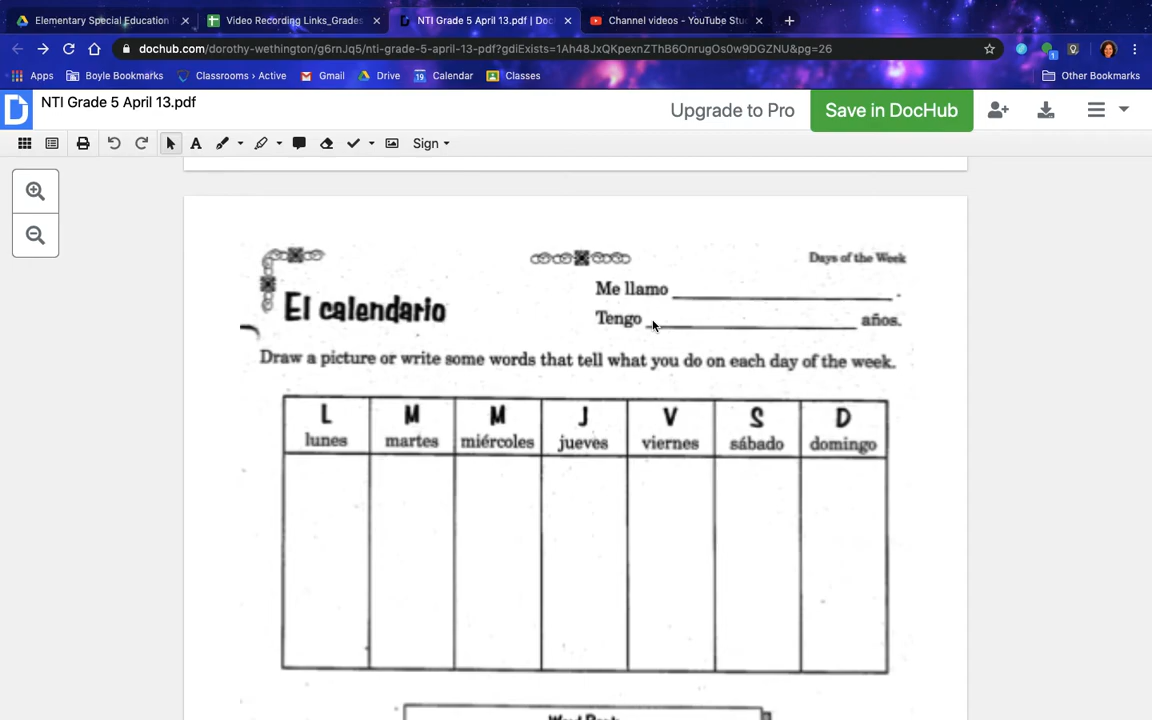 Elementary Special Education
Video Recording Links_Grades
NTI Grade 5 April 13.pdf | Doc
Channel videos - YouTube Stu
dochub.com/dorothy-wethington/g6rnJq5/nti-grade-5-april-13-pdf?gdiExists=1Ah48JxQKpexnZThB6OnrugOs0w9DGZNU&pg=26
Apps Boyle Bookmarks Classrooms › Active Gmail Drive 19 Calendar Classes Other Bookmarks
NTI Grade 5 April 13.pdf
Upgrade to Pro Save in DocHub
A Sign
Days of the Week
El calendario
Me llamo ____________.
Tengo ____________ años.
Draw a picture or write some words that tell what you do on each day of the week.
L M M J V S D
lunes martes miércoles jueves viernes sábado domingo